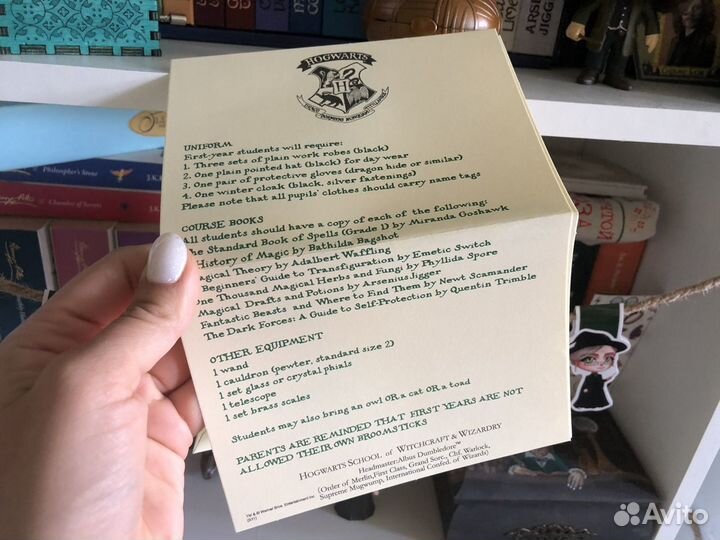 HOGWARTS
UNIFORM
First-year students will require:
1. Three sets of plain work robes (black)
2. One plain pointed hat (black) for day wear
3. One pair of protective gloves (dragon hide or similar)
4. One winter cloak (black, silver fastenings)
Please note that all pupils' clothes should carry name tags
COURSE BOOKS
All students should have a copy of each of the following:
The Standard Book of Spells (Grade 1) by Miranda Goshawk
History of Magic by Bathilda Bagshot
Magical Theory by Adalbert Waffling
Beginners' Guide to Transfiguration by Emetic Switch
One Thousand Magical Herbs and Fungi by Phyllida Spore
Magical Drafts and Potions by Arsenius Jigger
Fantastic Beasts and Where to Find Them by Newt Scamander
The Dark Forces: A Guide to Self-Protection by Quentin Trimble
OTHER EQUIPMENT
1 wand
1 cauldron (pewter, standard size 2)
1 set glass or crystal phials
1 telescope
1 set brass scales
Students may also bring an owl OR a cat OR a toad
PARENTS ARE REMINDED THAT FIRST YEARS ARE NOT
ALLOWED THEIR OWN BROOMSTICKS
HOGWARTS SCHOOL of WITCHCRAFT & WIZARDRY
Headmaster: Albus Dumbledore™
(Order of Merlin, First Class, Grand Sorc., Chf. Warlock,
Supreme Mugwump, International Confed. of Wizards)
Philosopher's Stone
Chamber of Secrets
Avito